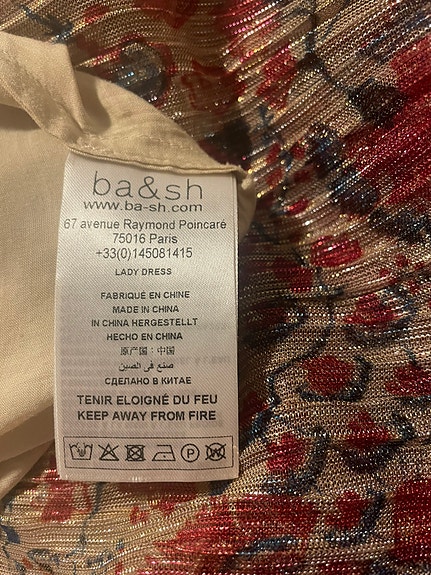 ba&sh
www.ba-sh.com
67 avenue Raymond Poincaré
75016 Paris
+33(0)145081415
LADY DRESS
FABRIQUÉ EN CHINE
MADE IN CHINA
IN CHINA HERGESTELLT
HECHO EN CHINA
原产国：中国
صنع في الصين
СДЕЛАНО В КИТАЕ
TENIR ELOIGNÉ DU FEU
KEEP AWAY FROM FIRE
P W